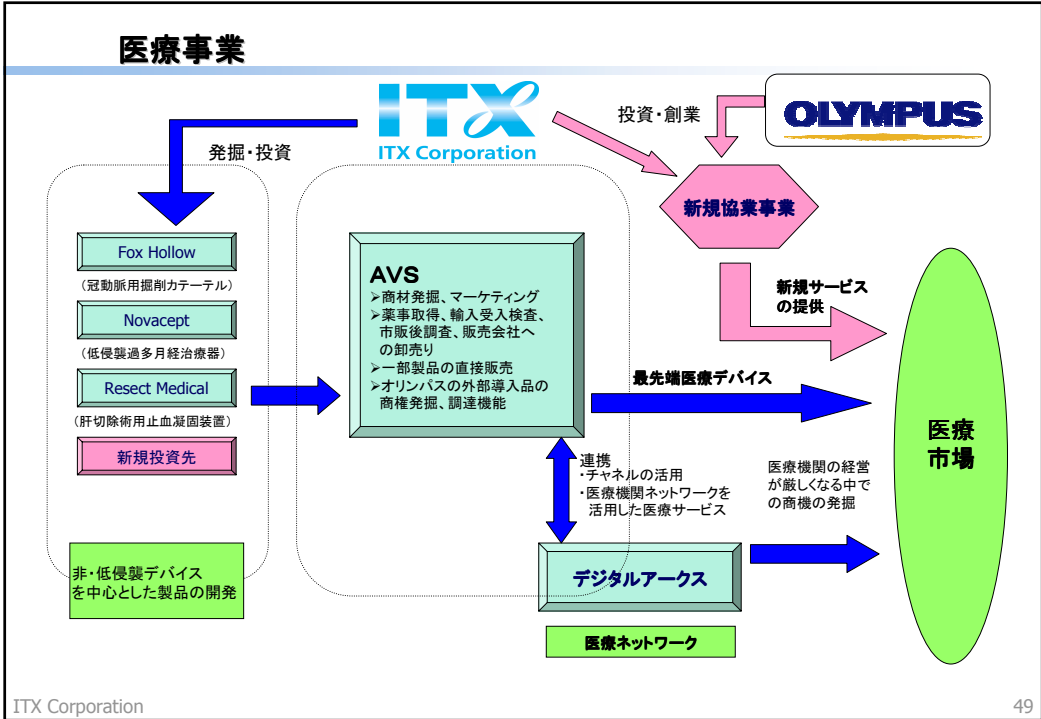 医療事業
ITX
ITX Corporation
投資・創業
OLYMPUS
発掘・投資
新規協業事業
Fox Hollow
(冠動脈用掘削カテーテル)
Novacept
(低侵襲過多月経治療器)
Resect Medical
(肝切除術用止血凝固装置)
新規投資先
非・低侵襲デバイス
を中心とした製品の開発
AVS
➢商材発掘、マーケティング
➢薬事取得、輸入受入検査、
市販後調査、販売会社へ
の卸売り
➢一部製品の直接販売
➢オリンパスの外部導入品の
商権発掘、調達機能
新規サービス
の提供
最先端医療デバイス
連携
・チャネルの活用
・医療機関ネットワークを
活用した医療サービス
医療機関の経営
が厳しくなる中で
の商機の発掘
医療
市場
デジタルアークス
医療ネットワーク
ITX Corporation
49